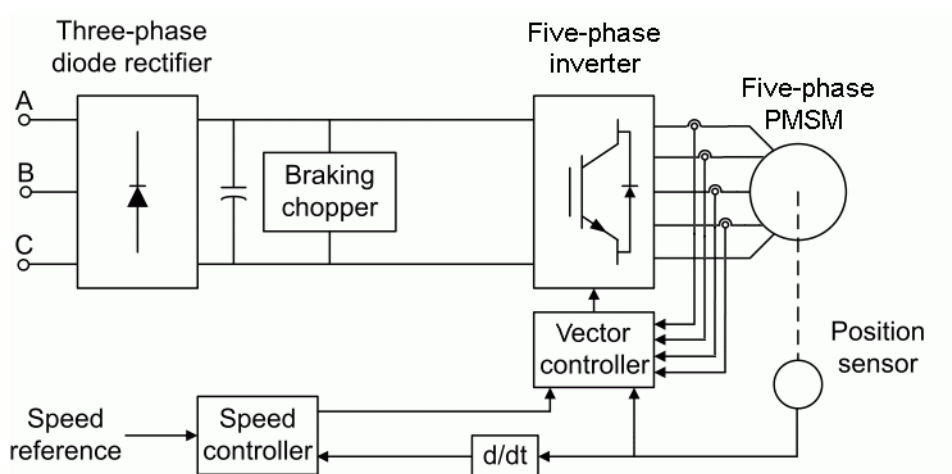 Three-phase
diode rectifier
Five-phase
inverter
Five-phase
PMSM
A
B
C
Braking
chopper
Vector
controller
Position
sensor
Speed
reference
Speed
controller
d/dt